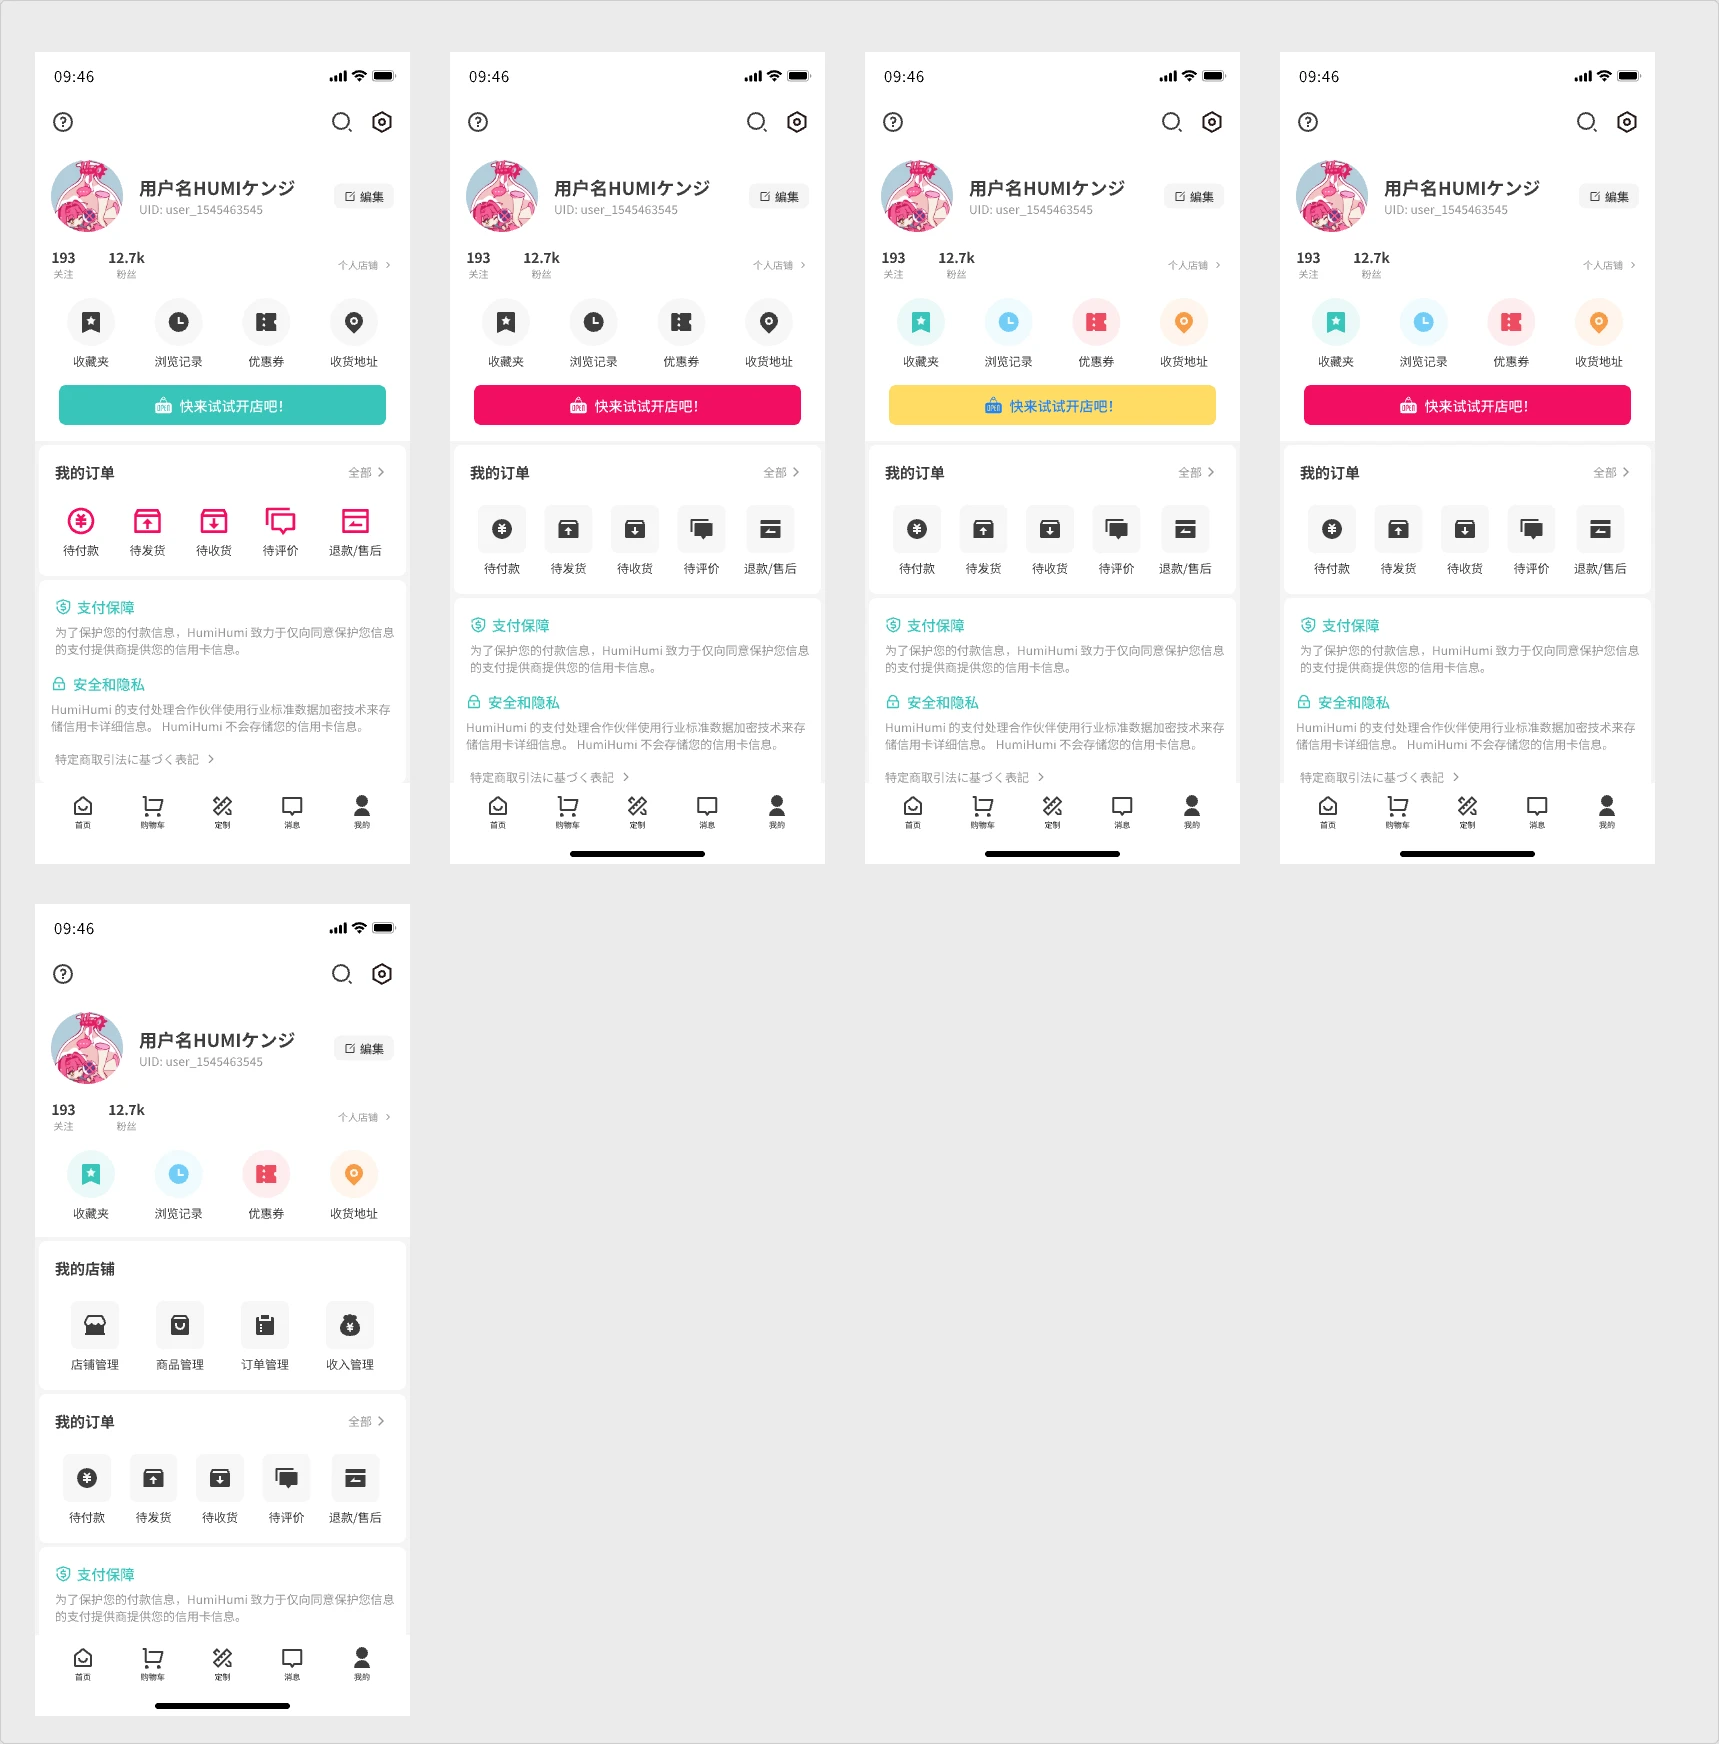 09:46
用户名HUMIケンジ
UID: user_1545463545
编集
193
12.7k
关注
粉丝
个人店铺
收藏夹
浏览记录
优惠券
收货地址
OPEN 快来试试开店吧！
我的订单
全部
待付款
待发货
待收货
待评价
退款/售后
支付保障
为了保护您的付款信息，HumiHumi 致力于仅向同意保护您信息
的支付提供商提供您的信用卡信息。
安全和隐私
HumiHumi 的支付处理合作伙伴使用行业标准数据加密技术来存
储信用卡详细信息。 HumiHumi 不会存储您的信用卡信息。
特定商取引法に基づく表記
首页
购物车
定制
消息
我的
09:46
用户名HUMIケンジ
UID: user_1545463545
编集
193
12.7k
关注
粉丝
个人店铺
收藏夹
浏览记录
优惠券
收货地址
OPEN 快来试试开店吧！
我的订单
全部
待付款
待发货
待收货
待评价
退款/售后
支付保障
为了保护您的付款信息，HumiHumi 致力于仅向同意保护您信息
的支付提供商提供您的信用卡信息。
安全和隐私
HumiHumi 的支付处理合作伙伴使用行业标准数据加密技术来存
储信用卡详细信息。 HumiHumi 不会存储您的信用卡信息。
特定商取引法に基づく表記
首页
购物车
定制
消息
我的
09:46
用户名HUMIケンジ
UID: user_1545463545
编集
193
12.7k
关注
粉丝
个人店铺
收藏夹
浏览记录
优惠券
收货地址
OPEN 快来试试开店吧！
我的订单
全部
待付款
待发货
待收货
待评价
退款/售后
支付保障
为了保护您的付款信息，HumiHumi 致力于仅向同意保护您信息
的支付提供商提供您的信用卡信息。
安全和隐私
HumiHumi 的支付处理合作伙伴使用行业标准数据加密技术来存
储信用卡详细信息。 HumiHumi 不会存储您的信用卡信息。
特定商取引法に基づく表記
首页
购物车
定制
消息
我的
09:46
用户名HUMIケンジ
UID: user_1545463545
编集
193
12.7k
关注
粉丝
个人店铺
收藏夹
浏览记录
优惠券
收货地址
OPEN 快来试试开店吧！
我的订单
全部
待付款
待发货
待收货
待评价
退款/售后
支付保障
为了保护您的付款信息，HumiHumi 致力于仅向同意保护您信息
的支付提供商提供您的信用卡信息。
安全和隐私
HumiHumi 的支付处理合作伙伴使用行业标准数据加密技术来存
储信用卡详细信息。 HumiHumi 不会存储您的信用卡信息。
特定商取引法に基づく表記
首页
购物车
定制
消息
我的
09:46
用户名HUMIケンジ
UID: user_1545463545
编集
193
12.7k
关注
粉丝
个人店铺
收藏夹
浏览记录
优惠券
收货地址
我的店铺
店铺管理
商品管理
订单管理
收入管理
我的订单
全部
待付款
待发货
待收货
待评价
退款/售后
支付保障
为了保护您的付款信息，HumiHumi 致力于仅向同意保护您信息
的支付提供商提供您的信用卡信息。
首页
购物车
定制
消息
我的